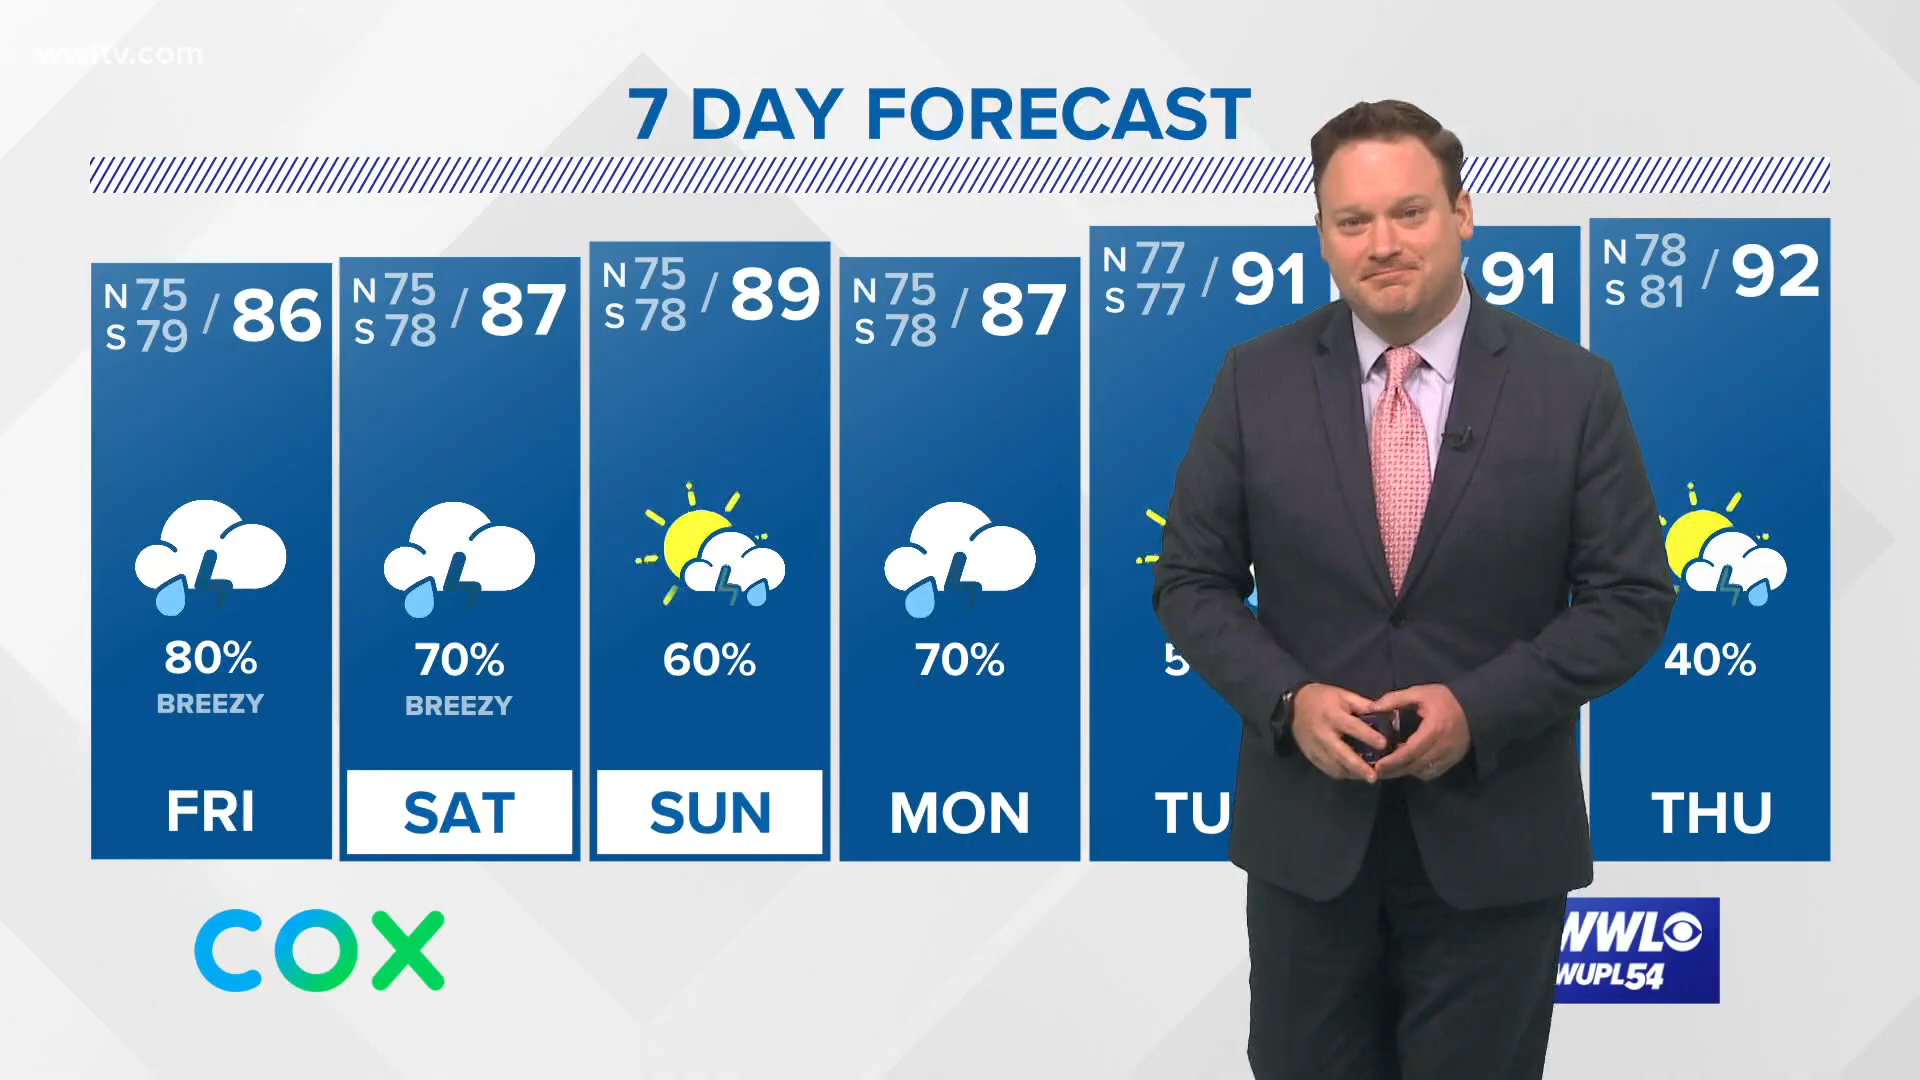 wwltv.com
7 DAY FORECAST
N 75 / 86
S 79
80%
BREEZY
FRI
N 75 / 87
S 78
70%
BREEZY
SAT
N 75 / 89
S 78
60%
SUN
N 75 / 87
S 78
70%
MON
N 77 / 91
S 77
5
TU
/ 91
N 78 / 92
S 81
40%
THU
COX
WWL
WUPL54